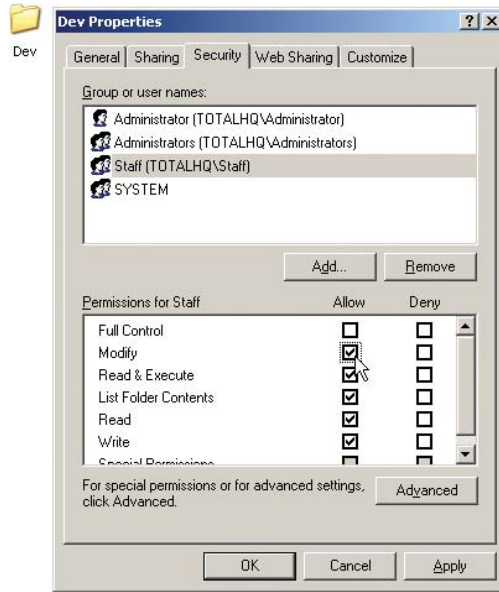 Dev
Dev Properties
General Sharing Security Web Sharing Customize
Group or user names:
Administrator (TOTALHQ\Administrator)
Administrators (TOTALHQ\Administrators)
Staff (TOTALHQ\Staff)
SYSTEM
Add... Remove
Permissions for Staff Allow Deny
Full Control
Modify
Read & Execute
List Folder Contents
Read
Write
Special Permissions
For special permissions or for advanced settings,
click Advanced.
Advanced
OK Cancel Apply